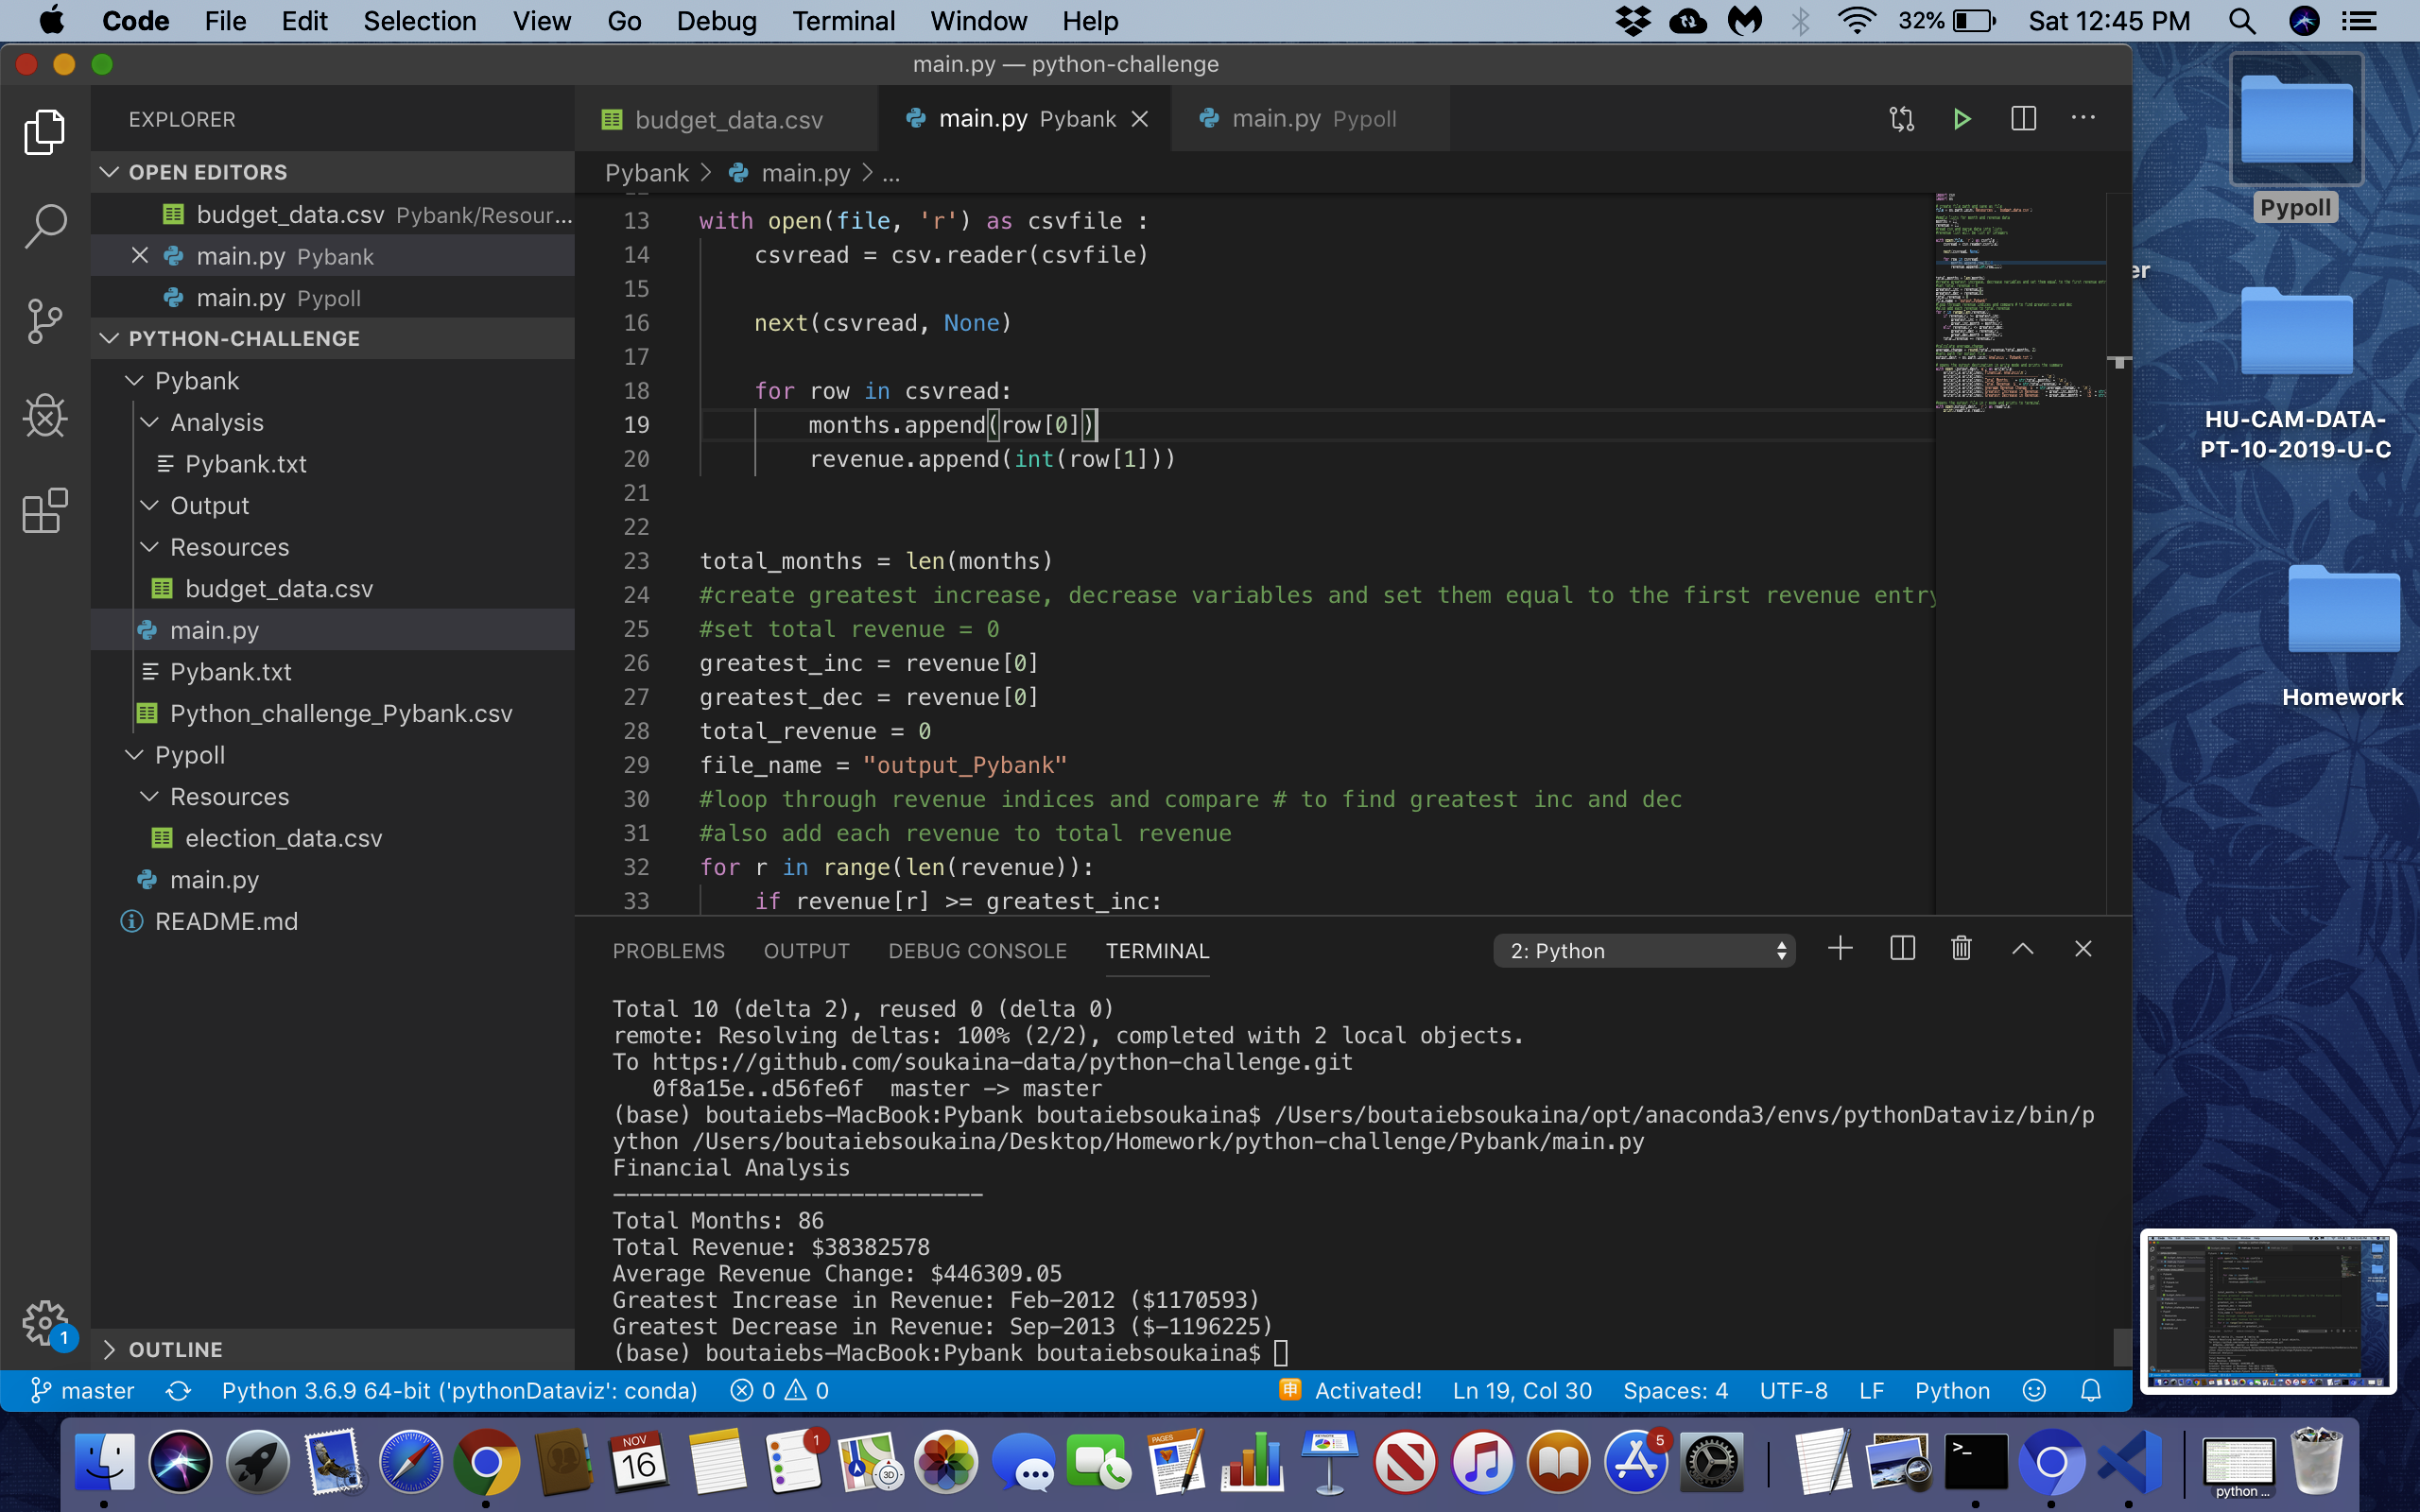 Code File Edit Selection View Go Debug Terminal Window Help 32% Sat 12:45 PM
main.py — python-challenge
EXPLORER
OPEN EDITORS
budget_data.csv Pybank/Resour...
main.py Pybank
main.py Pypoll
PYTHON-CHALLENGE
Pybank
Analysis
Pybank.txt
Output
Resources
budget_data.csv
main.py
Pybank.txt
Python_challenge_Pybank.csv
Pypoll
Resources
election_data.csv
main.py
README.md
OUTLINE
1
budget_data.csv main.py Pybank main.py Pypoll
Pybank > main.py > ...
13 with open(file, 'r') as csvfile :
14 csvread = csv.reader(csvfile)
15
16 next(csvread, None)
17
18 for row in csvread:
19 months.append(row[0])
20 revenue.append(int(row[1]))
21
22
23 total_months = len(months)
24 #create greatest increase, decrease variables and set them equal to the first revenue entry
25 #set total revenue = 0
26 greatest_inc = revenue[0]
27 greatest_dec = revenue[0]
28 total_revenue = 0
29 file_name = "output_Pybank"
30 #loop through revenue indices and compare # to find greatest inc and dec
31 #also add each revenue to total revenue
32 for r in range(len(revenue)):
33 if revenue[r] >= greatest_inc:
PROBLEMS OUTPUT DEBUG CONSOLE TERMINAL 2: Python
Total 10 (delta 2), reused 0 (delta 0)
remote: Resolving deltas: 100% (2/2), completed with 2 local objects.
To https://github.com/soukaina-data/python-challenge.git
0f8a15e..d56fe6f master -> master
(base) boutaiebs-MacBook:Pybank boutaiebsoukaina$ /Users/boutaiebsoukaina/opt/anaconda3/envs/pythonDataviz/bin/p
ython /Users/boutaiebsoukaina/Desktop/Homework/python-challenge/Pybank/main.py
Financial Analysis
----------------------------
Total Months: 86
Total Revenue: $38382578
Average Revenue Change: $446309.05
Greatest Increase in Revenue: Feb-2012 ($1170593)
Greatest Decrease in Revenue: Sep-2013 ($-1196225)
(base) boutaiebs-MacBook:Pybank boutaiebsoukaina$
master Python 3.6.9 64-bit ('pythonDataviz': conda) 0 0 Activated! Ln 19, Col 30 Spaces: 4 UTF-8 LF Python
Pypoll
er
HU-CAM-DATA-
PT-10-2019-U-C
Homework
NOV
16
1
3D
PAGES
5
>_
python ...